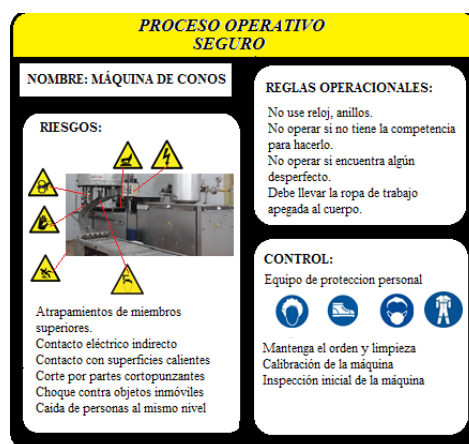 PROCESO OPERATIVO
SEGURO
NOMBRE: MÁQUINA DE CONOS
RIESGOS:
Atrapamientos de miembros
superiores.
Contacto eléctrico indirecto
Contacto con superficies calientes
Corte por partes cortopunzantes
Choque contra objetos inmóviles
Caida de personas al mismo nivel
REGLAS OPERACIONALES:
No use reloj, anillos.
No operar si no tiene la competencia
para hacerlo.
No operar si encuentra algún
desperfecto.
Debe llevar la ropa de trabajo
apegada al cuerpo.
CONTROL:
Equipo de proteccion personal
Mantenga el orden y limpieza
Calibración de la máquina
Inspección inicial de la máquina